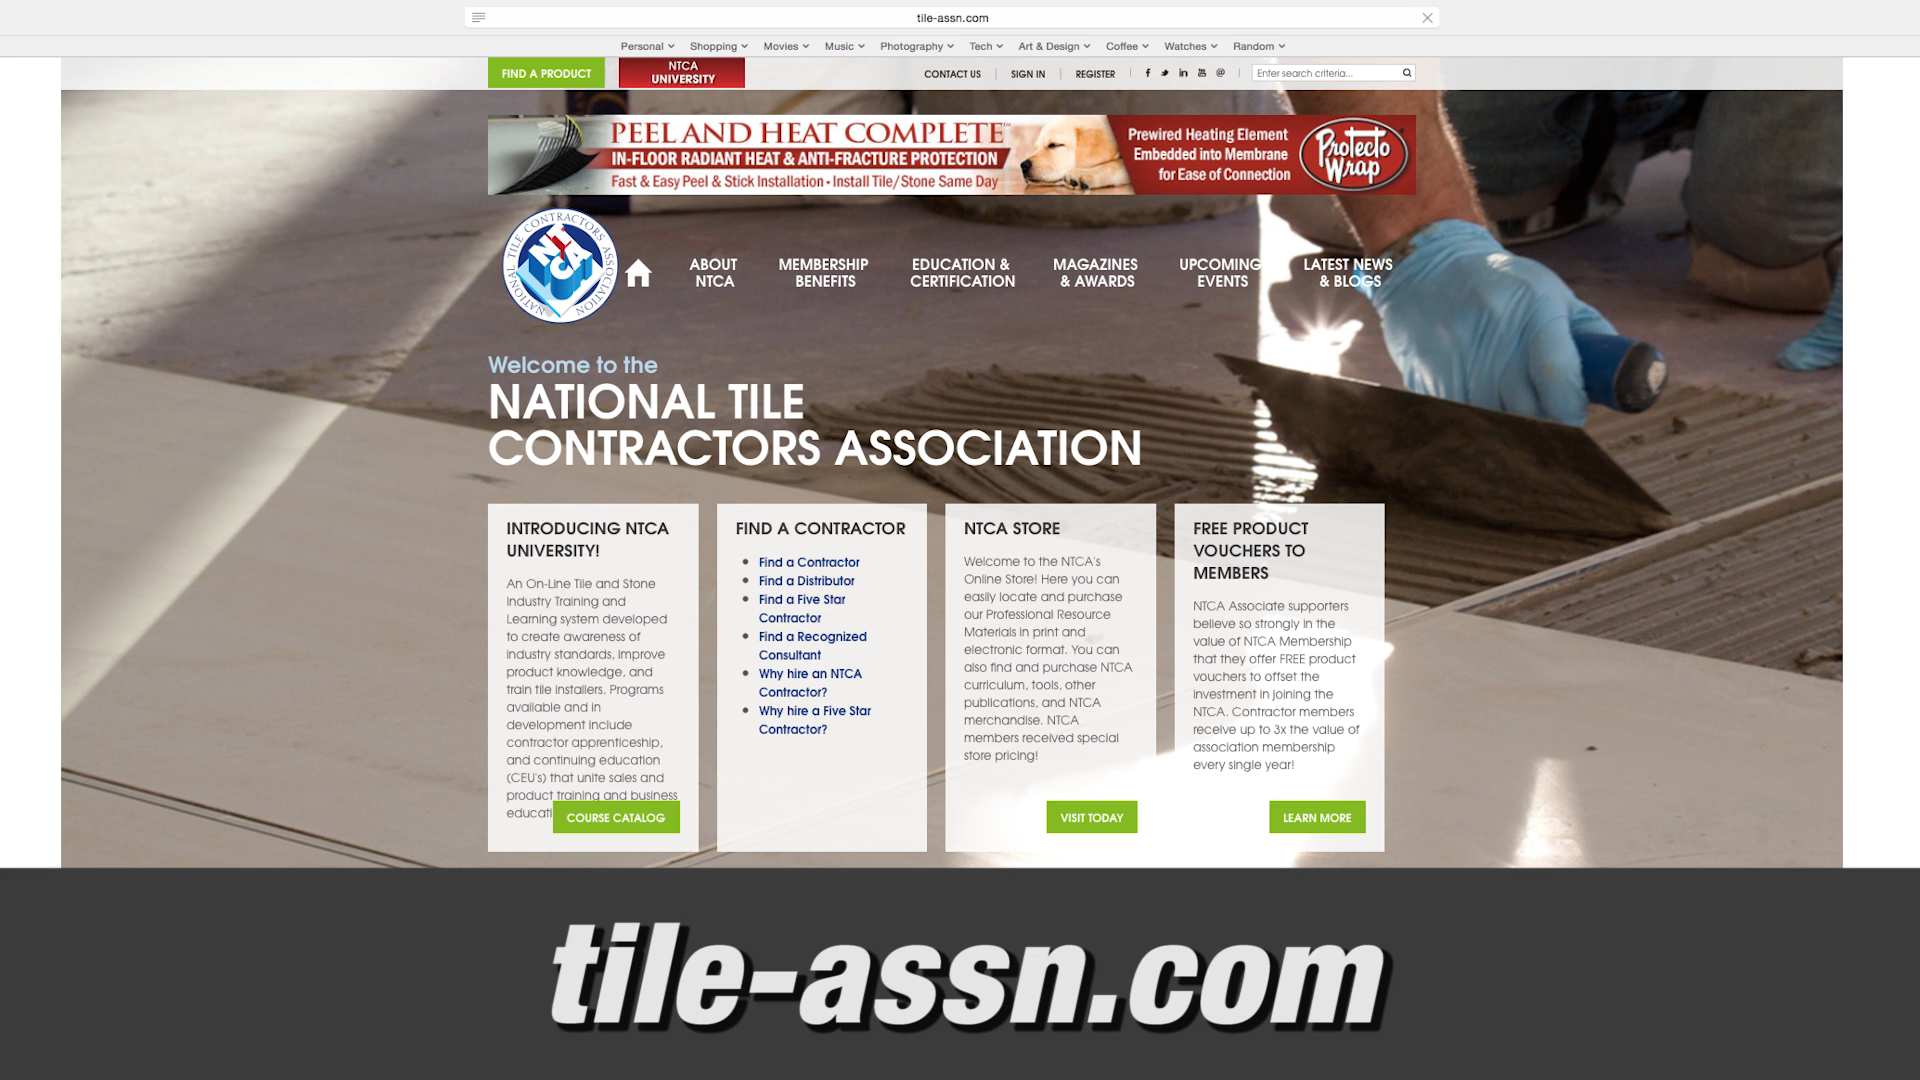 tile-assn.com
Personal Shopping Movies Music Photography Tech Art & Design Coffee Watches Random
FIND A PRODUCT
NTCA
UNIVERSITY
CONTACT US
SIGN IN
REGISTER
Enter search criteria...
PEEL AND HEAT COMPLETE™
IN-FLOOR RADIANT HEAT & ANTI-FRACTURE PROTECTION
Fast & Easy Peel & Stick Installation • Install Tile/Stone Same Day
Prewired Heating Element
Embedded into Membrane
for Ease of Connection
Protecto
Wrap
NATIONAL TILE CONTRACTORS ASSOCIATION
NTCA
ABOUT
NTCA
MEMBERSHIP
BENEFITS
EDUCATION &
CERTIFICATION
MAGAZINES
& AWARDS
UPCOMING
EVENTS
LATEST NEWS
& BLOGS
Welcome to the
NATIONAL TILE
CONTRACTORS ASSOCIATION
INTRODUCING NTCA
UNIVERSITY!
An On-Line Tile and Stone
Industry Training and
Learning system developed
to create awareness of
industry standards, improve
product knowledge, and
train tile installers. Programs
available and in
development include
contractor apprenticeship,
and continuing education
(CEU's) that unite sales and
product training and business
educati
COURSE CATALOG
FIND A CONTRACTOR
Find a Contractor
Find a Distributor
Find a Five Star
Contractor
Find a Recognized
Consultant
Why hire an NTCA
Contractor?
Why hire a Five Star
Contractor?
NTCA STORE
Welcome to the NTCA's
Online Store! Here you can
easily locate and purchase
our Professional Resource
Materials in print and
electronic format. You can
also find and purchase NTCA
curriculum, tools, other
publications, and NTCA
merchandise. NTCA
members received special
store pricing!
VISIT TODAY
FREE PRODUCT
VOUCHERS TO
MEMBERS
NTCA Associate supporters
believe so strongly in the
value of NTCA Membership
that they offer FREE product
vouchers to offset the
investment in joining the
NTCA. Contractor members
receive up to 3x the value of
association membership
every single year!
LEARN MORE
tile-assn.com